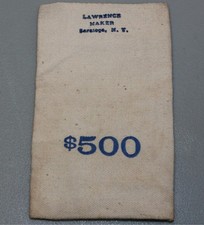 LAWRENCE
MAKER
Saratoga, N. Y.
$500